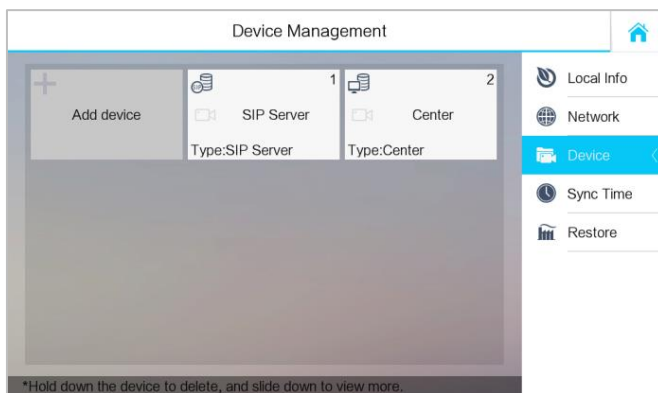 Device Management
Add device
1
SIP Server
Type:SIP Server
2
Center
Type:Center
*Hold down the device to delete, and slide down to view more.
Local Info
Network
Device
Sync Time
Restore